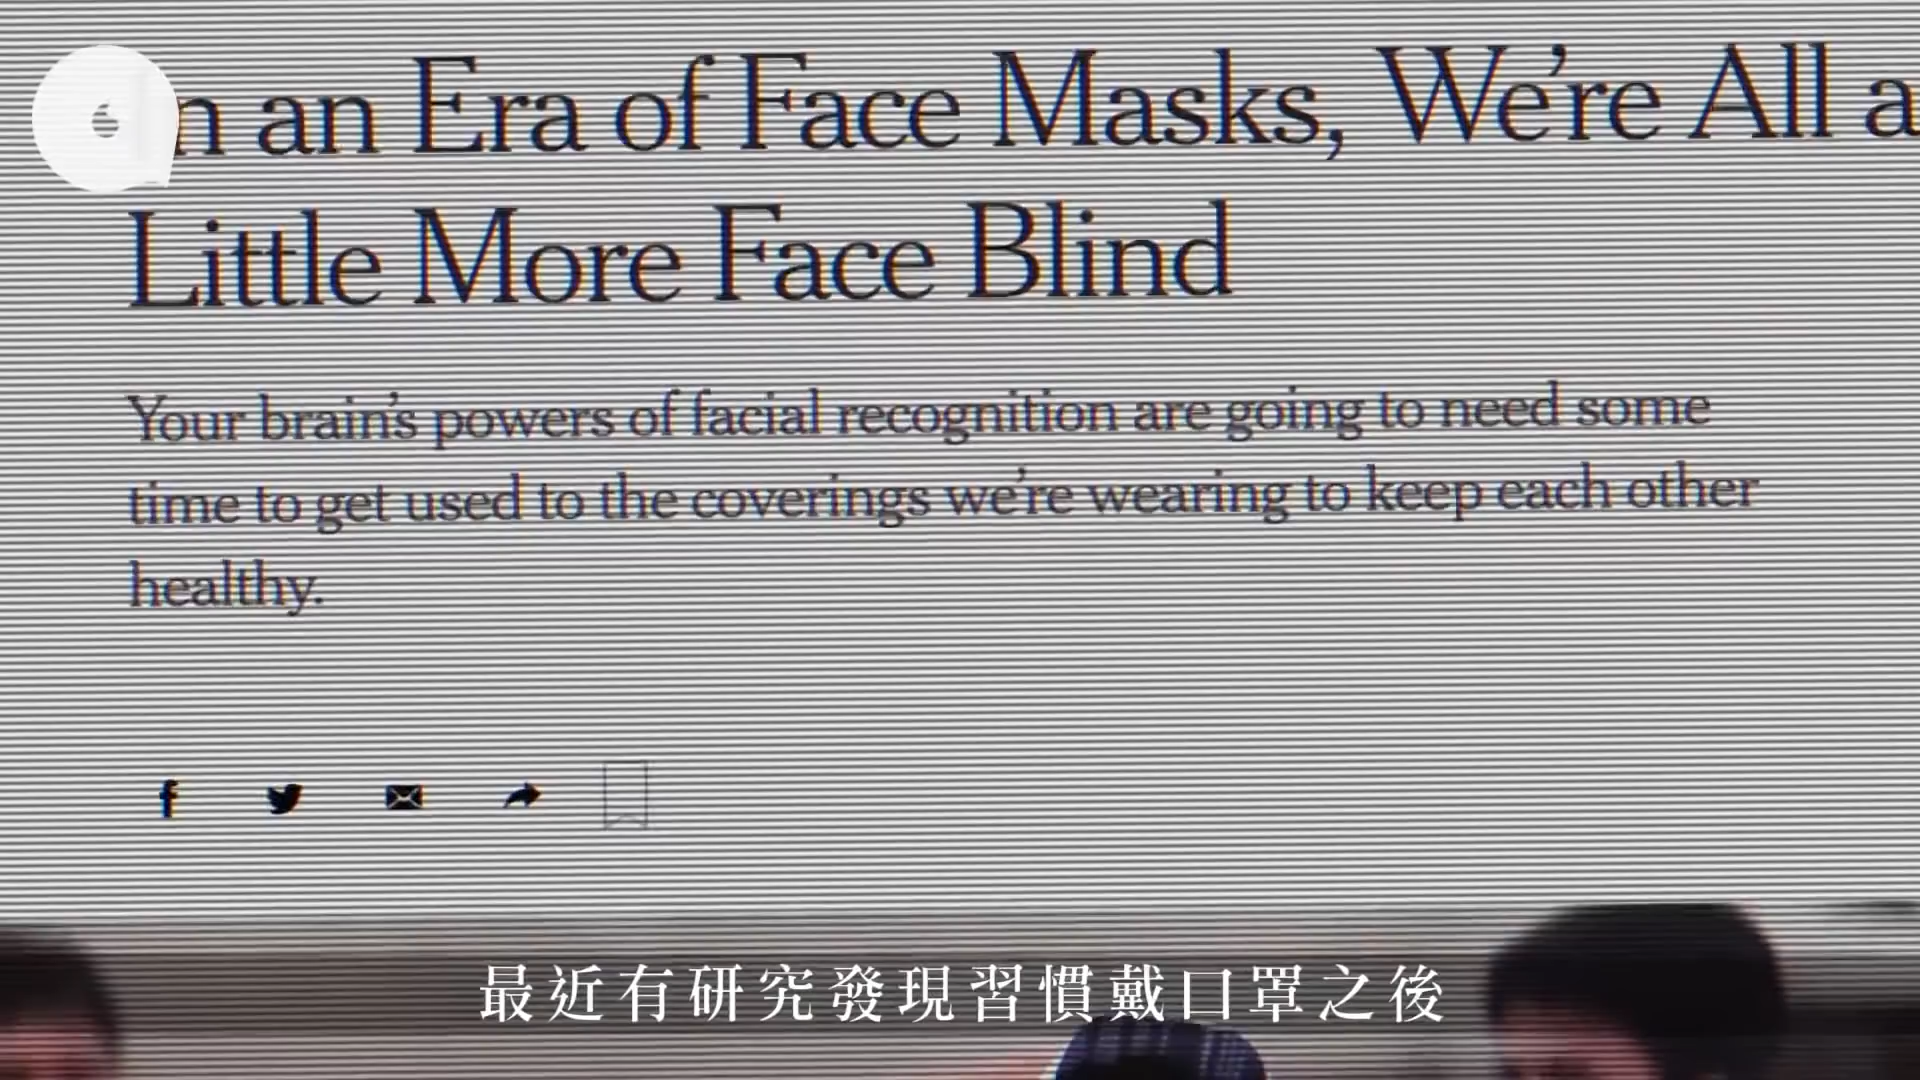 In an Era of Face Masks, We're All a
Little More Face Blind
Your brain's powers of facial recognition are going to need some
time to get used to the coverings we're wearing to keep each other
healthy.
最近有研究發現習慣戴口罩之後